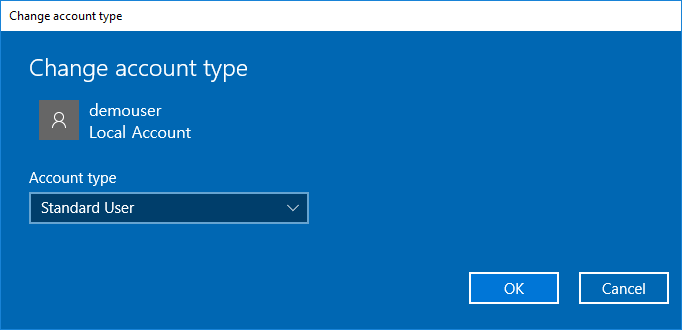 Change account type
Change account type
demouser
Local Account
Account type
Standard User
OK
Cancel